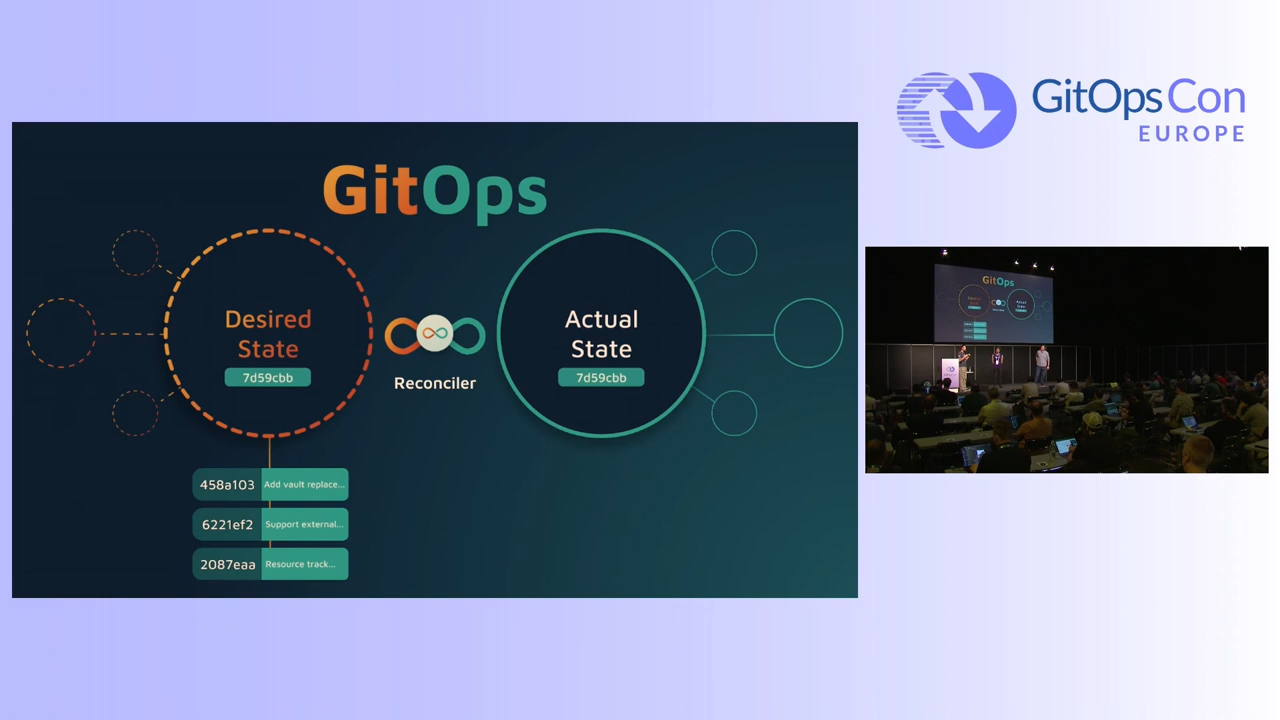 GitOps
Desired
State
7d59cbb
Reconciler
Actual
State
7d59cbb
458a103 Add vault replace...
6221ef2 Support external...
2087eaa Resource track...
GitOpsCon
EUROPE
GitOps